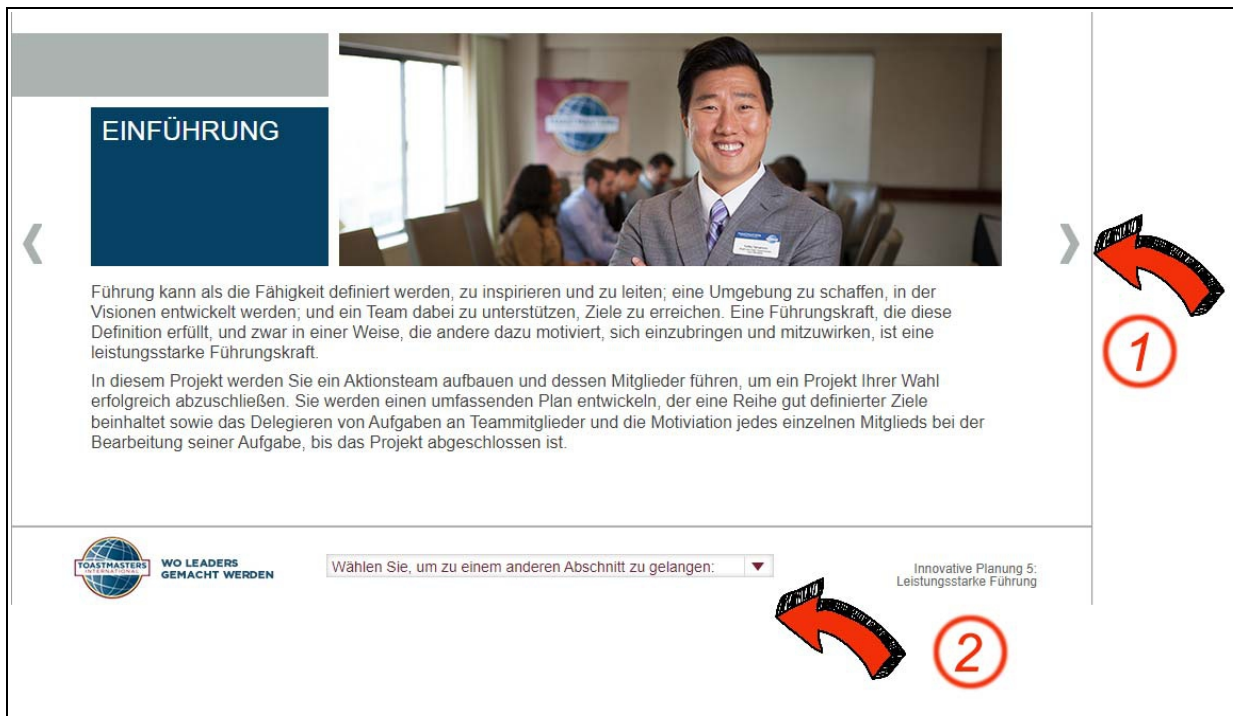 EINFÜHRUNG
TOASTMASTERS
Führung kann als die Fähigkeit definiert werden, zu inspirieren und zu leiten; eine Umgebung zu schaffen, in der
Visionen entwickelt werden; und ein Team dabei zu unterstützen, Ziele zu erreichen. Eine Führungskraft, die diese
Definition erfüllt, und zwar in einer Weise, die andere dazu motiviert, sich einzubringen und mitzuwirken, ist eine
leistungsstarke Führungskraft.
In diesem Projekt werden Sie ein Aktionsteam aufbauen und dessen Mitglieder führen, um ein Projekt Ihrer Wahl
erfolgreich abzuschließen. Sie werden einen umfassenden Plan entwickeln, der eine Reihe gut definierter Ziele
beinhaltet sowie das Delegieren von Aufgaben an Teammitglieder und die Motiviation jedes einzelnen Mitglieds bei der
Bearbeitung seiner Aufgabe, bis das Projekt abgeschlossen ist.
1
TOASTMASTERS
INTERNATIONAL
WO LEADERS
GEMACHT WERDEN
Wählen Sie, um zu einem anderen Abschnitt zu gelangen:
Innovative Planung 5:
Leistungsstarke Führung
2